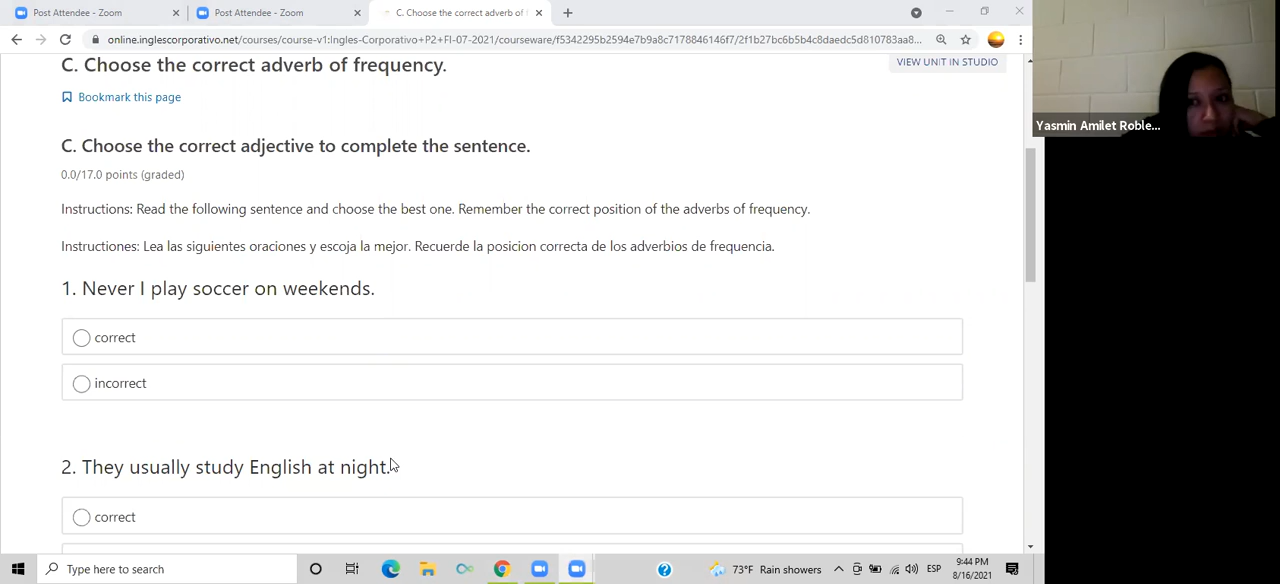 Post Attendee - Zoom
Post Attendee - Zoom
C. Choose the correct adverb of
online.inglescorporativo.net/courses/course-v1:Ingles-Corporativo+P2+FI-07-2021/courseware/f5342295b2594e7b9a8c7178846146f7/2f1b27bc6b5b4c8daedc5d810783aa8...
C. Choose the correct adverb of frequency.
VIEW UNIT IN STUDIO
Bookmark this page
Yasmin Amilet Roble...
C. Choose the correct adjective to complete the sentence.
0.0/17.0 points (graded)
Instructions: Read the following sentence and choose the best one. Remember the correct position of the adverbs of frequency.
Instructiones: Lea las siguientes oraciones y escoja la mejor. Recuerde la posicion correcta de los adverbios de frequencia.
1. Never I play soccer on weekends.
correct
incorrect
2. They usually study English at night.
correct
Type here to search
73°F Rain showers
ESP
9:44 PM
8/16/2021